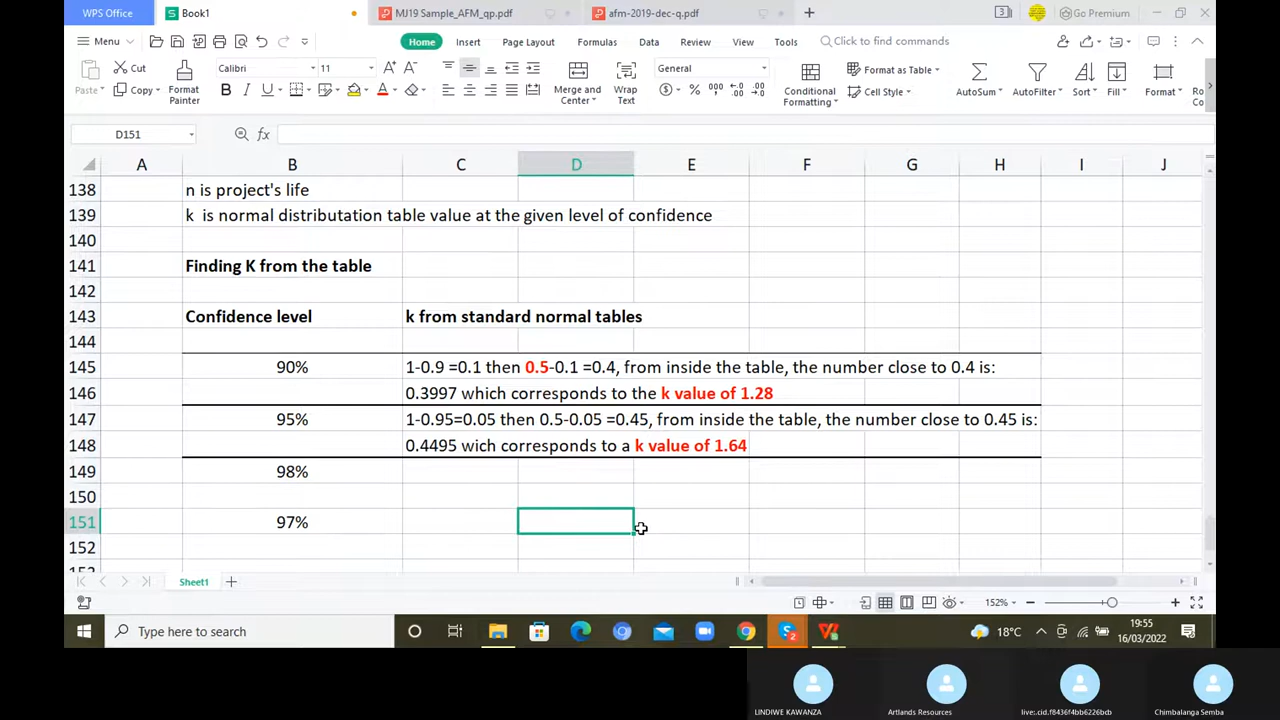 WPS Office
Book1
MJ19 Sample_AFM_qp.pdf
afm-2019-dec-q.pdf
3
Go Premium
Menu
Home
Insert
Page Layout
Formulas
Data
Review
View
Tools
Click to find commands
Cut
Calibri
11
General
Format as Table
Paste
Copy
Format Painter
Merge and Center
Wrap Text
Conditional Formatting
Cell Style
AutoSum
AutoFilter
Sort
Fill
Format
D151
fx
A B C D E F G H I J
138 n is project's life
139 k is normal distributation table value at the given level of confidence
140
141 Finding K from the table
142
143 Confidence level k from standard normal tables
144
145 90% 1-0.9 =0.1 then 0.5-0.1 =0.4, from inside the table, the number close to 0.4 is:
146 0.3997 which corresponds to the k value of 1.28
147 95% 1-0.95=0.05 then 0.5-0.05 =0.45, from inside the table, the number close to 0.45 is:
148 0.4495 wich corresponds to a k value of 1.64
149 98%
150
151 97%
152
Sheet1
152%
Type here to search
18°C
19:55
16/03/2022
LINDIWE KAWANZA
Artlands Resources
live:.cid.f8436f4bb6226bcb
Chimbalanga Semba